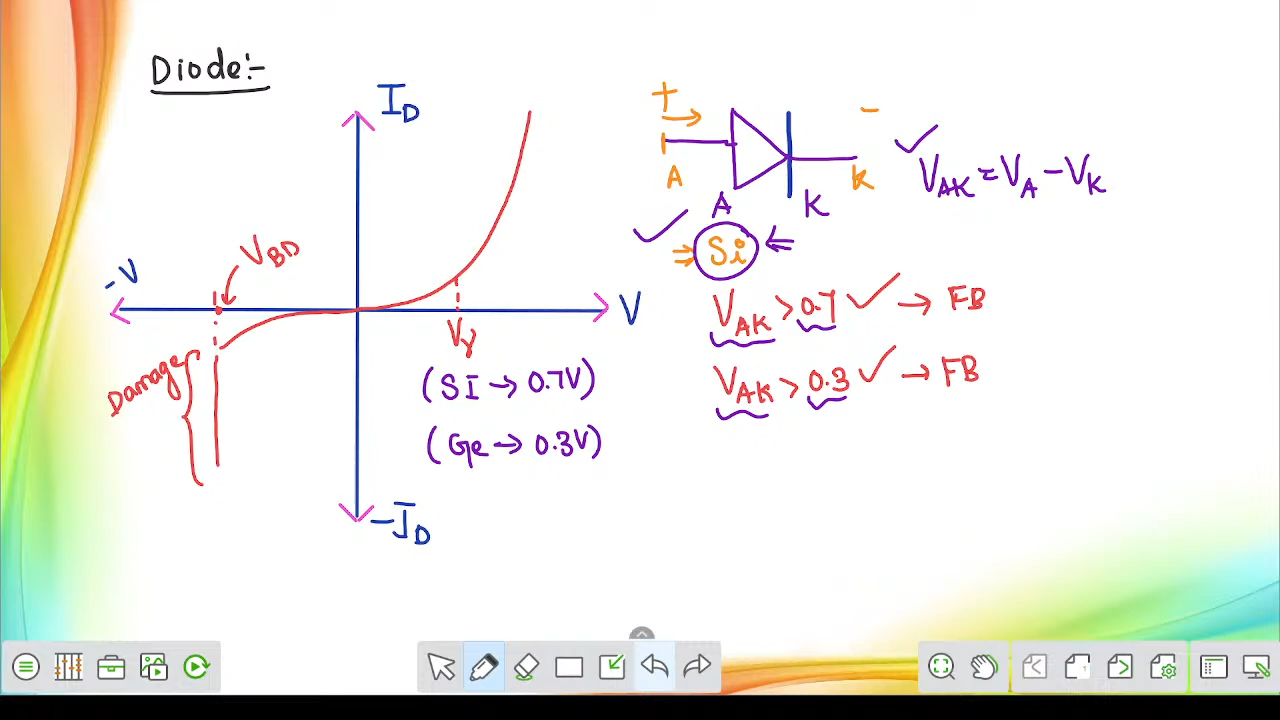 Diode:-
I_D
V
-V
-I_D
V_BD
Damage
V_γ
(SI → 0.7V)
(Ge → 0.3V)
+ → -
A K
A K
V_AK = V_A - V_K
Si
V_AK > 0.7 ✓ → FB
V_AK > 0.3 ✓ → FB